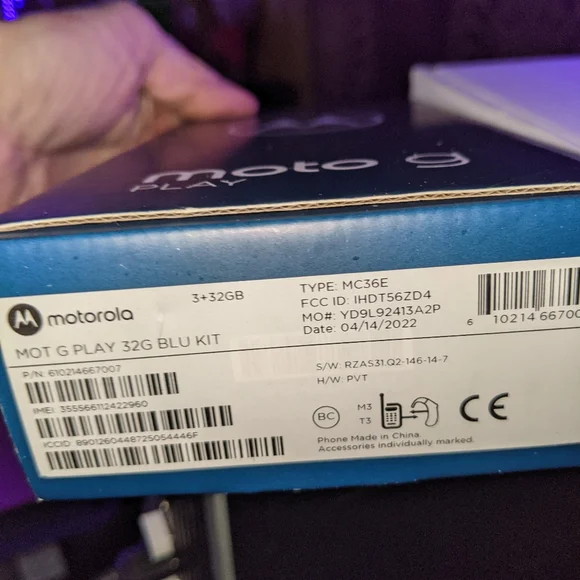 moto g
PLAY
motorola
3+32GB
TYPE: MC36E
FCC ID: IHDT56ZD4
MO#: YD9L92413A2P
Date: 04/14/2022
MOT G PLAY 32G BLU KIT
P/N: 610214667007
IMEI: 355566112422960
ICCID: 8901260448725054446F
S/W: RZAS31.Q2-146-14-7
H/W: PVT
BC
M3
T3
CE
Phone Made in China.
Accessories individually marked.
6 10214 66700